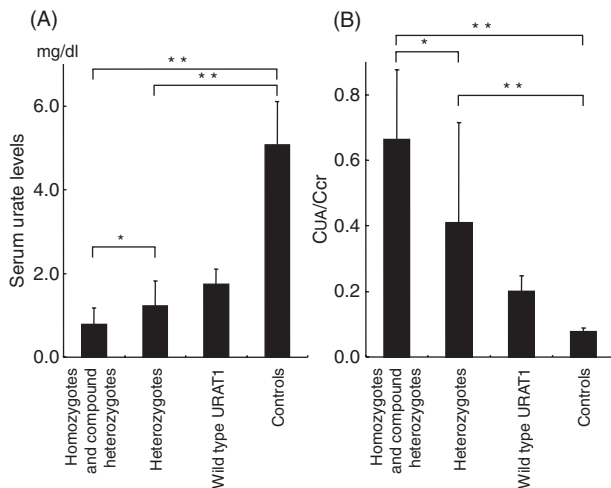 (A)
mg/dl
* *
* *
6.0
4.0
2.0
0.0
*
Serum urate levels
Homozygotes
and compound
heterozygotes
Heterozygotes
Wild type URAT1
Controls
(B)
* *
*
* *
0.8
0.6
0.4
0.2
0.0
CUA/Ccr
Homozygotes
and compound
heterozygotes
Heterozygotes
Wild type URAT1
Controls